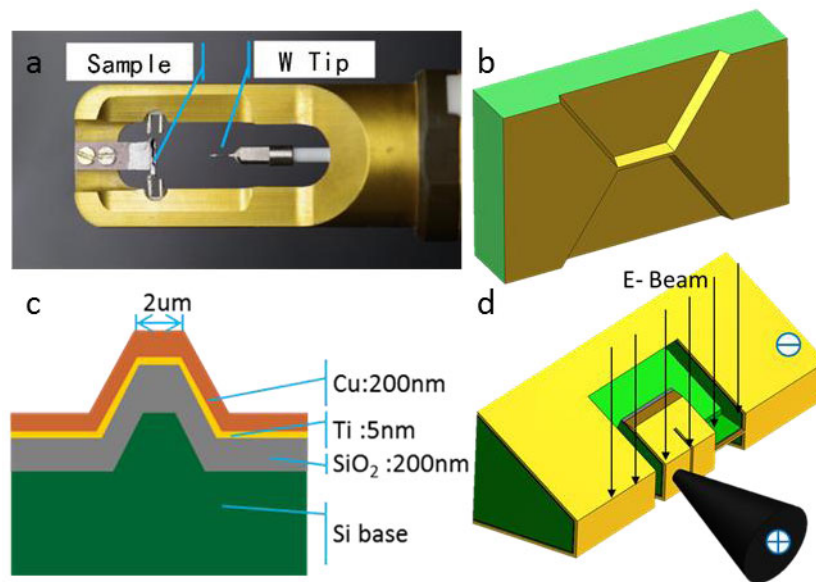 a
Sample
W Tip
b
c
2um
Cu:200nm
Ti :5nm
SiO₂ :200nm
Si base
d
E- Beam
⊖
⊕